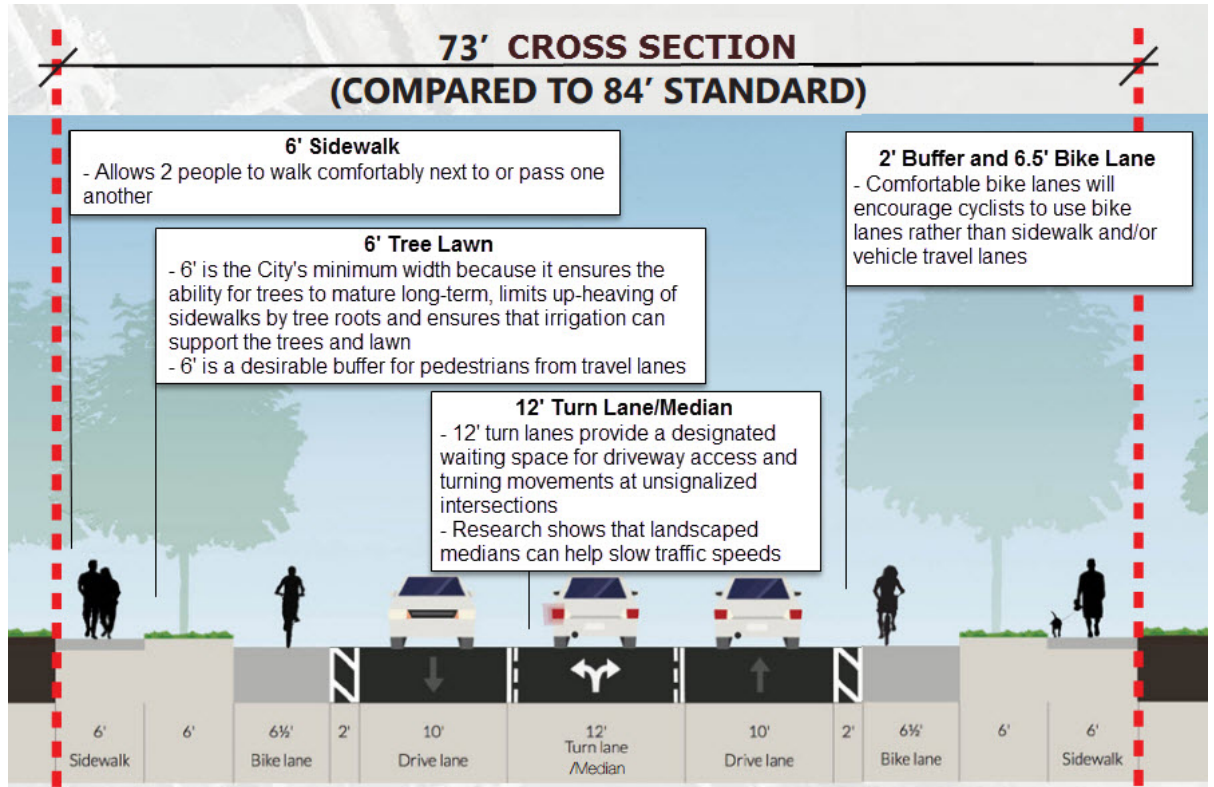 73' CROSS SECTION
(COMPARED TO 84' STANDARD)
6' Sidewalk
- Allows 2 people to walk comfortably next to or pass one
another
2' Buffer and 6.5' Bike Lane
- Comfortable bike lanes will
encourage cyclists to use bike
lanes rather than sidewalk and/or
vehicle travel lanes
6' Tree Lawn
- 6' is the City's minimum width because it ensures the
ability for trees to mature long-term, limits up-heaving of
sidewalks by tree roots and ensures that irrigation can
support the trees and lawn
- 6' is a desirable buffer for pedestrians from travel lanes
12' Turn Lane/Median
- 12' turn lanes provide a designated
waiting space for driveway access and
turning movements at unsignalized
intersections
- Research shows that landscaped
medians can help slow traffic speeds
6'
Sidewalk
6'
6½'
Bike lane
2'
10'
Drive lane
12'
Turn lane
/Median
10'
Drive lane
2'
6½'
Bike lane
6'
6'
Sidewalk